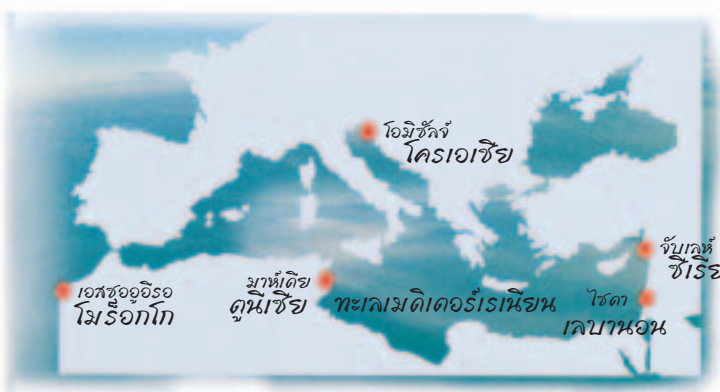 โอมิซัลจ์
โครเอเชีย
จับเลห์
ซีเรีย
เอสซูอูอีรอ
โมร็อกโก
มาห์เดีย
ตูนีเซีย
ทะเลเมดิเตอร์เรเนียน
ไซดา
เลบานอน